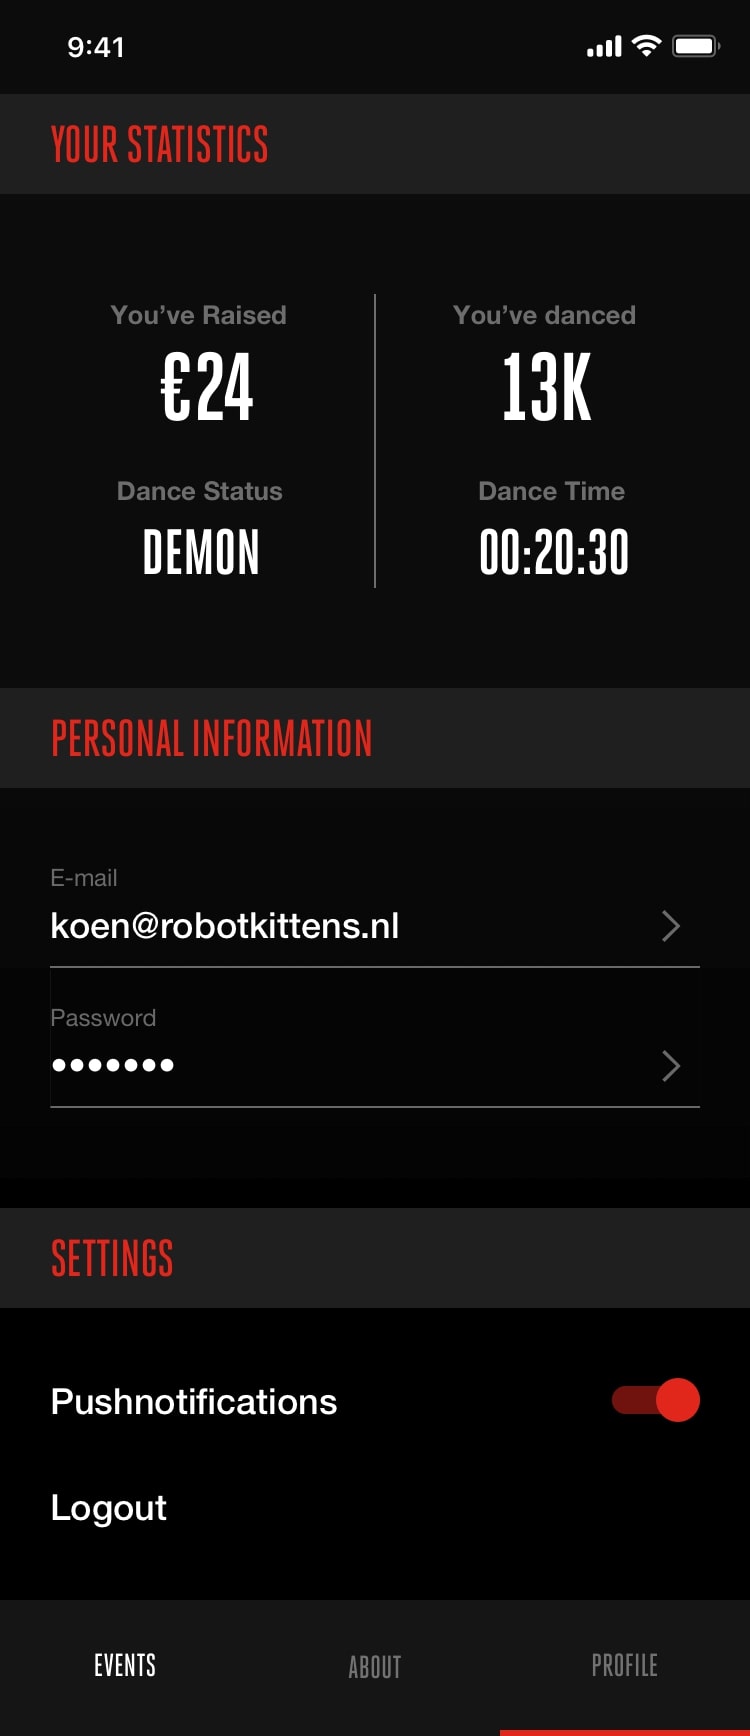 9:41
YOUR STATISTICS
You’ve Raised
€24
You’ve danced
13K
Dance Status
DEMON
Dance Time
00:20:30
PERSONAL INFORMATION
E-mail
koen@robotkittens.nl
Password
•••••••
SETTINGS
Pushnotifications
Logout
EVENTS
ABOUT
PROFILE